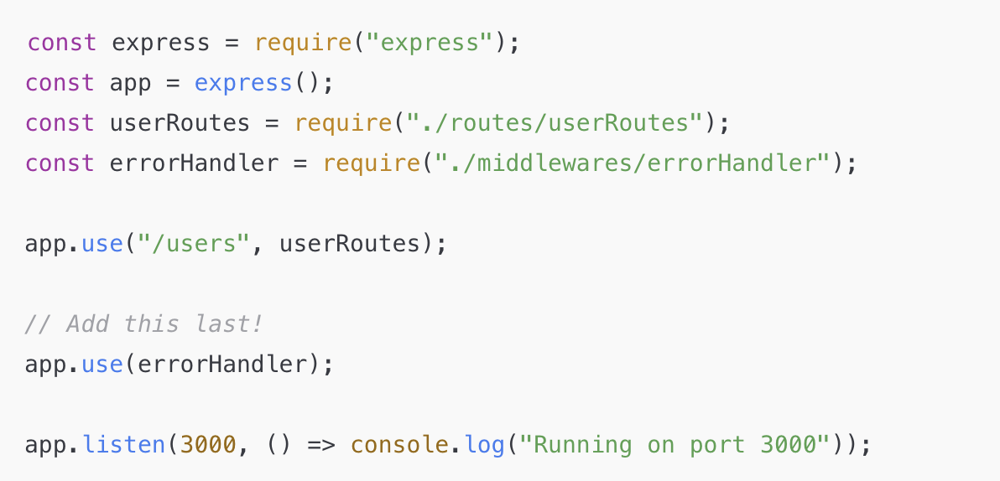 const express = require("express");
const app = express();
const userRoutes = require("./routes/userRoutes");
const errorHandler = require("./middlewares/errorHandler");
app.use("/users", userRoutes);
// Add this last!
app.use(errorHandler);
app.listen(3000, () => console.log("Running on port 3000"));